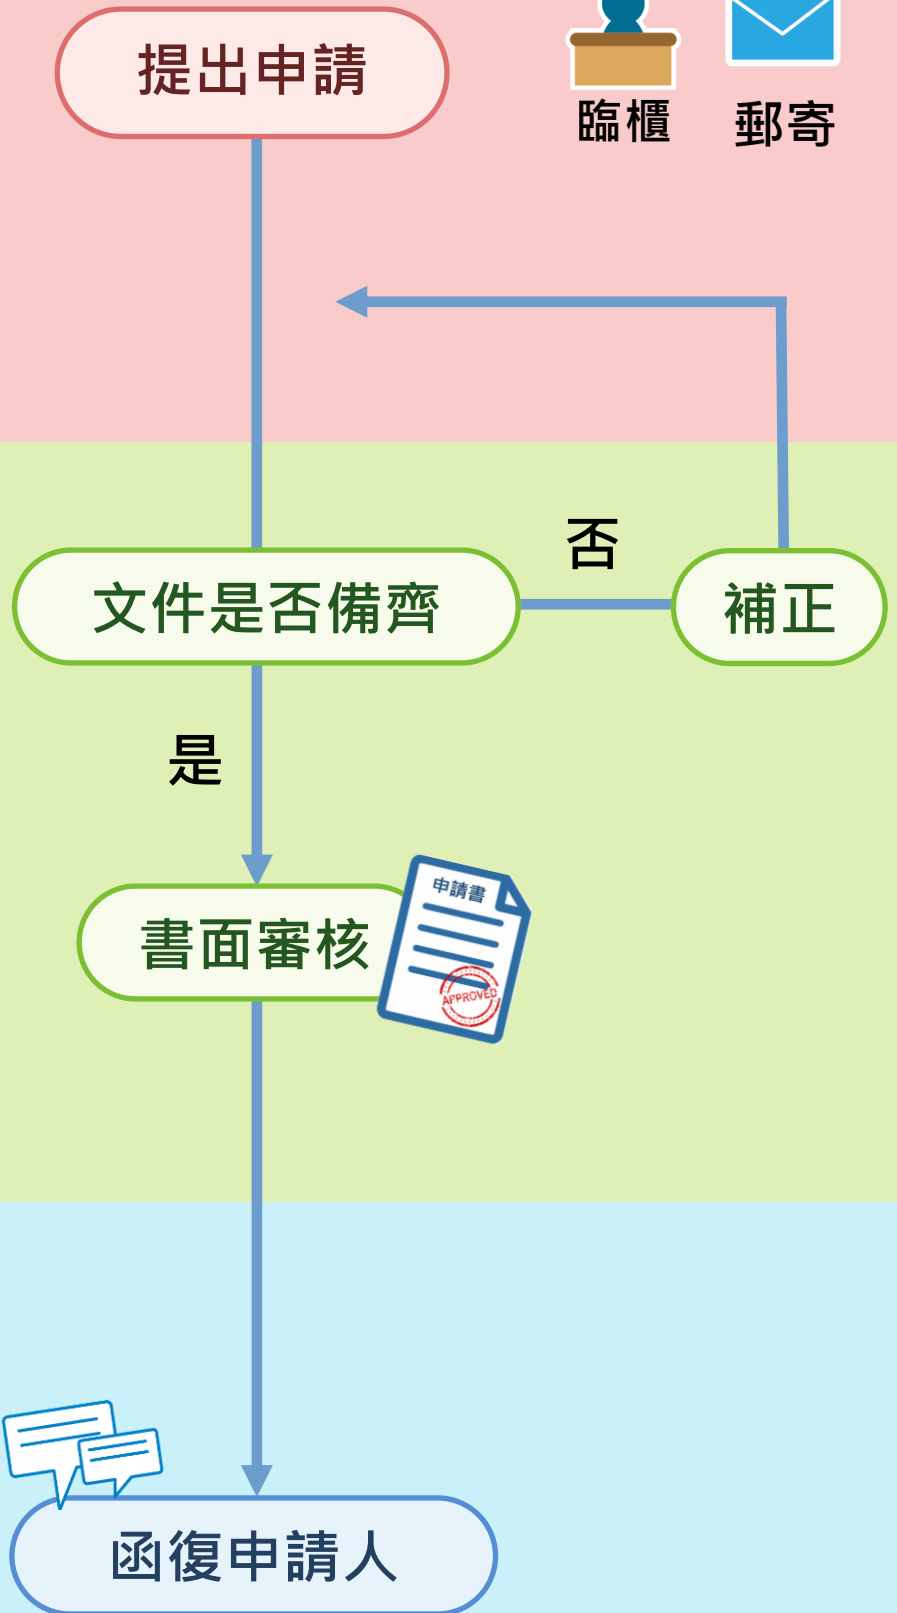 提出申請
臨櫃
郵寄
否
文件是否備齊
補正
是
書面審核
申請書
APPROVED
函復申請人